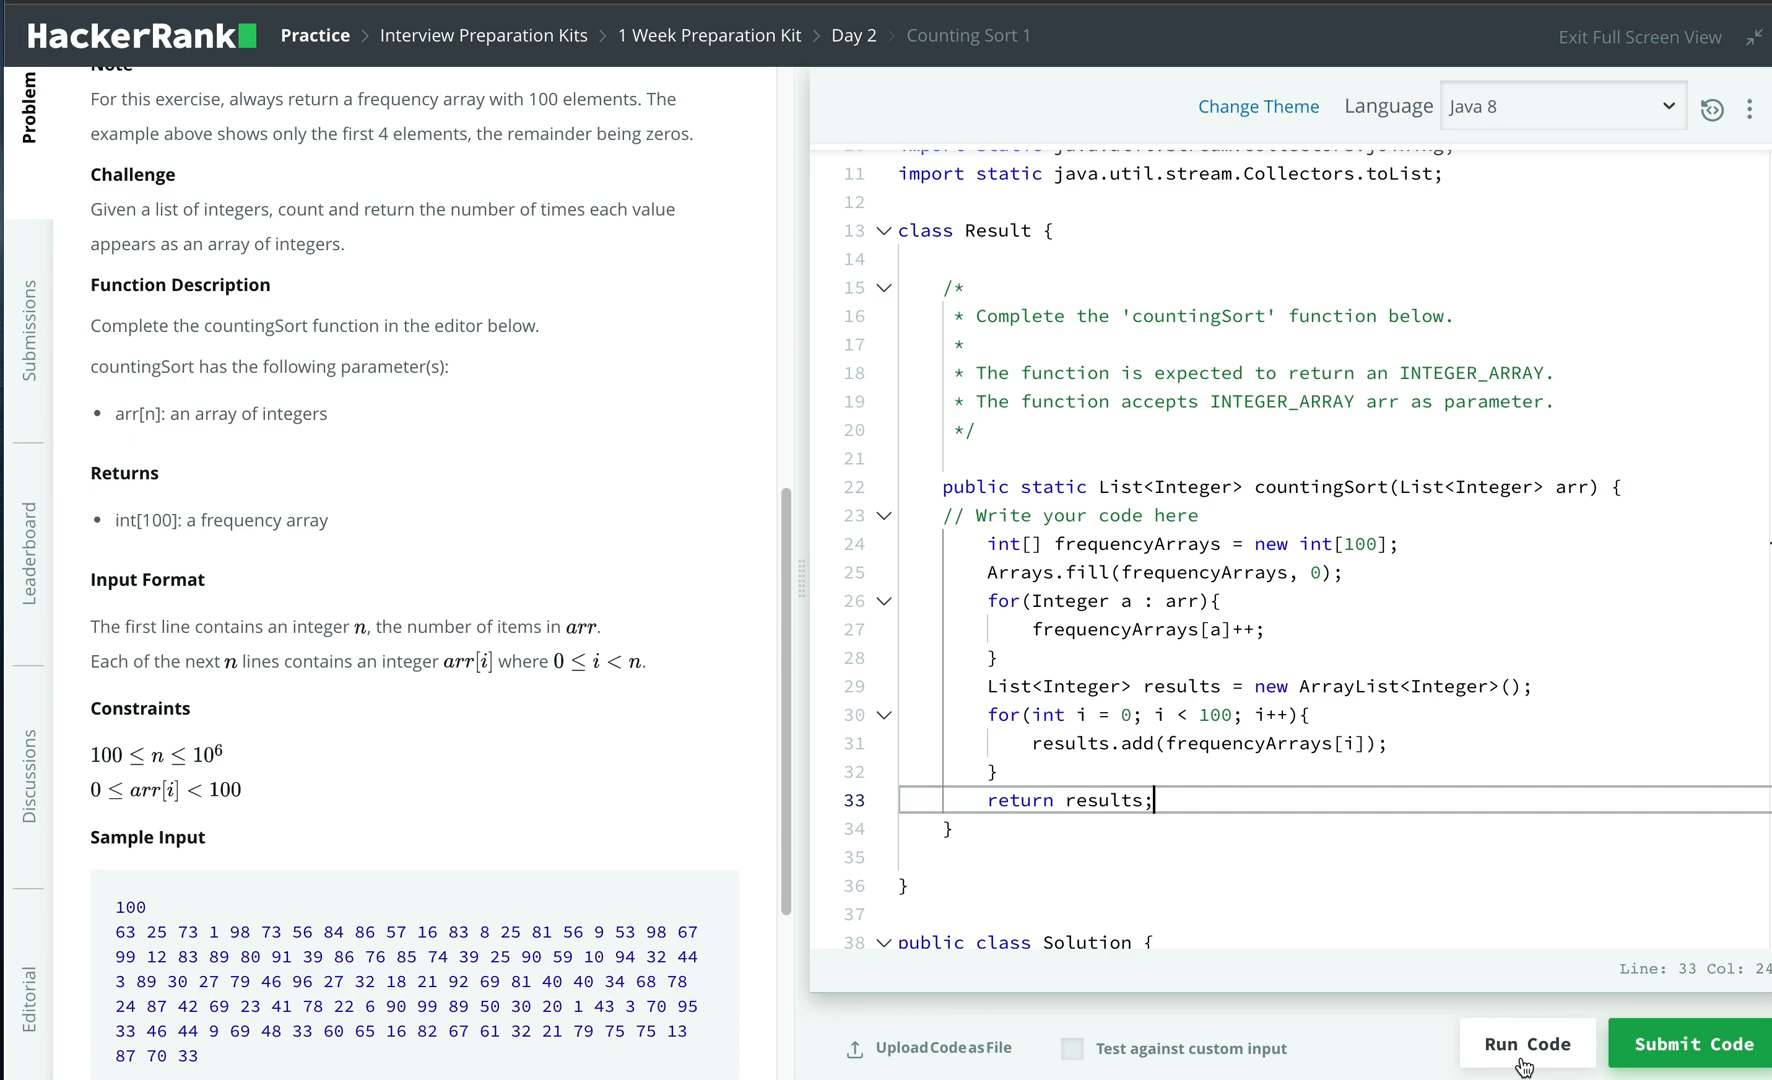 HackerRank
Practice > Interview Preparation Kits > 1 Week Preparation Kit > Day 2 > Counting Sort 1
Exit Full Screen View
Problem
Submissions
Leaderboard
Discussions
Editorial
Note
For this exercise, always return a frequency array with 100 elements. The
example above shows only the first 4 elements, the remainder being zeros.
Challenge
Given a list of integers, count and return the number of times each value
appears as an array of integers.
Function Description
Complete the countingSort function in the editor below.
countingSort has the following parameter(s):
• arr[n]: an array of integers
Returns
• int[100]: a frequency array
Input Format
The first line contains an integer n, the number of items in arr.
Each of the next n lines contains an integer arr[i] where 0 ≤ i < n.
Constraints
100 ≤ n ≤ 10⁶
0 ≤ arr[i] < 100
Sample Input
100
63 25 73 1 98 73 56 84 86 57 16 83 8 25 81 56 9 53 98 67
99 12 83 89 80 91 39 86 76 85 74 39 25 90 59 10 94 32 44
3 89 30 27 79 46 96 27 32 18 21 92 69 81 40 40 34 68 78
24 87 42 69 23 41 78 22 6 90 99 89 50 30 20 1 43 3 70 95
33 46 44 9 69 48 33 60 65 16 82 67 61 32 21 79 75 75 13
87 70 33
Change Theme Language Java 8
11 import static java.util.stream.Collectors.toList;
12
13 class Result {
14
15 /*
16 * Complete the 'countingSort' function below.
17 *
18 * The function is expected to return an INTEGER_ARRAY.
19 * The function accepts INTEGER_ARRAY arr as parameter.
20 */
21
22 public static List<Integer> countingSort(List<Integer> arr) {
23 // Write your code here
24 int[] frequencyArrays = new int[100];
25 Arrays.fill(frequencyArrays, 0);
26 for(Integer a : arr){
27 frequencyArrays[a]++;
28 }
29 List<Integer> results = new ArrayList<Integer>();
30 for(int i = 0; i < 100; i++){
31 results.add(frequencyArrays[i]);
32 }
33 return results;
34 }
35
36 }
37
38 public class Solution {
Line: 33 Col: 24
Upload Code as File
Test against custom input
Run Code
Submit Code